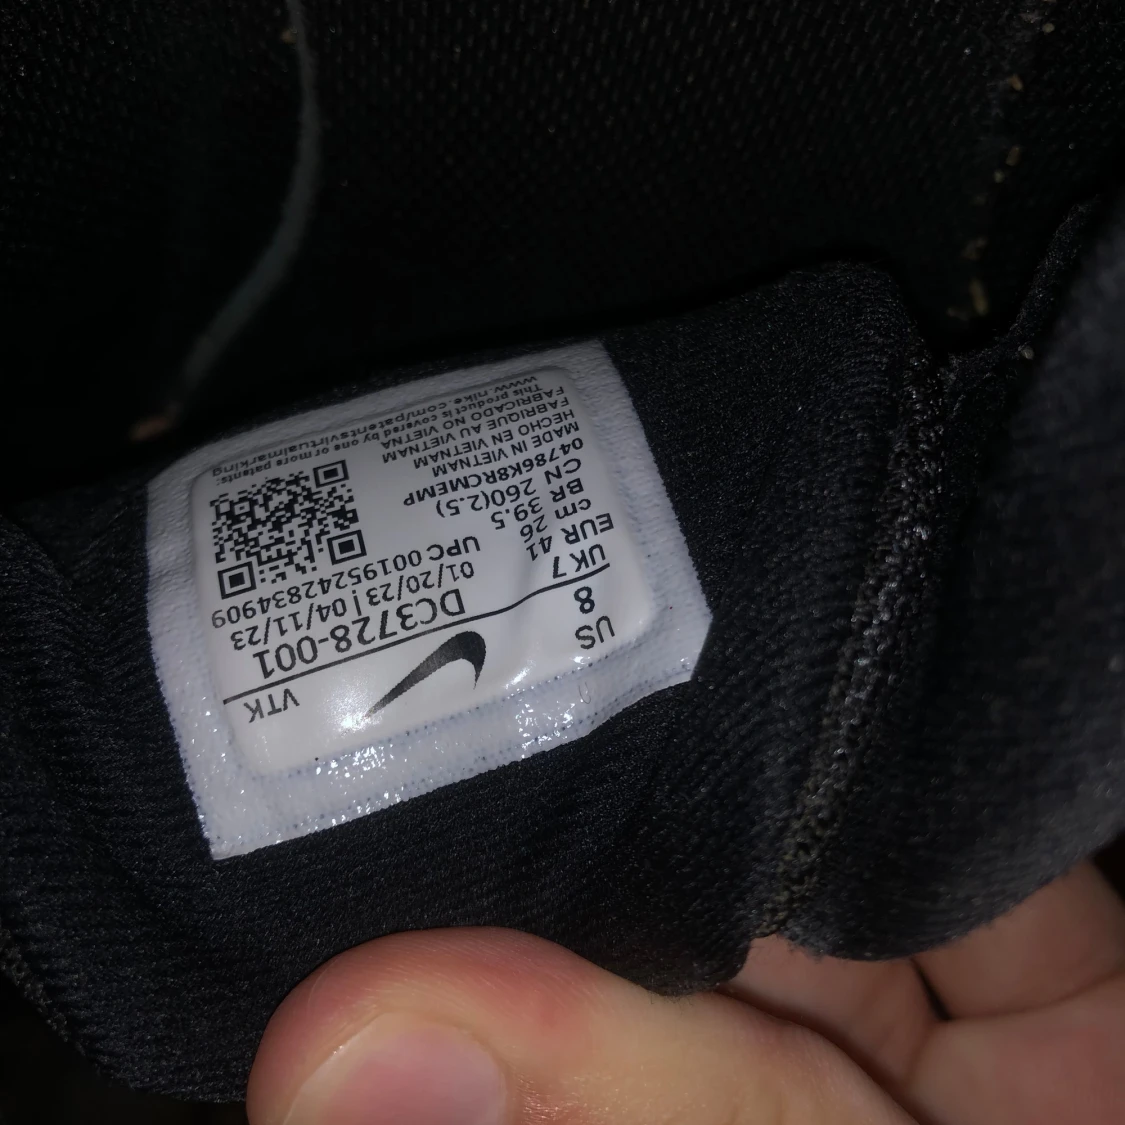 US
8
VTK
UK 7
EUR 41
cm 26
BR 39.5
CN 260(2.5)
DC3728-001
01/20/23 | 04/11/23
UPC 00195242834909
04786K8RCMEMP
MADE IN VIETNAM
HECHO EN VIETNAM
FABRIQUE AU VIETNAM
FABRICADO NO VIETNA
This product is covered by one or more patents:
www.nike.com/patentsvirtualmarking